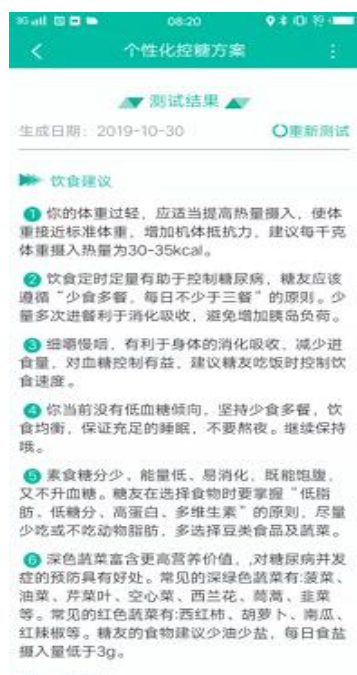 08:20
个性化控糖方案
测试结果
生成日期: 2019-10-30 重新测试
饮食建议
1 你的体重过轻，应适当提高热量摄入，使体
重接近标准体重，增加机体抵抗力，建议每千克
体重摄入热量为30-35kcal。
2 饮食定时定量有助于控制糖尿病，糖友应该
遵循“少食多餐，每日不少于三餐”的原则。少
量多次进餐利于消化吸收，避免增加胰岛负荷。
3 细嚼慢咽，有利于身体的消化吸收，减少进
食量，对血糖控制有益，建议糖友吃饭时控制饮
食速度。
4 你当前没有低血糖倾向，坚持少食多餐，饮
食均衡，保证充足的睡眠，不要熬夜。继续保持
哦。
5 素食糖分少、能量低、易消化，既能饱腹，
又不升血糖。糖友在选择食物时要掌握“低脂
肪、低糖分、高蛋白、多维生素”的原则，尽量
少吃或不吃动物脂肪，多选择豆类食品及蔬菜。
6 深色蔬菜富含更高营养价值，,对糖尿病并发
症的预防具有好处。常见的深绿色蔬菜有:菠菜、
油菜、芹菜叶、空心菜、西兰花、茼蒿、韭菜
等。常见的红色蔬菜有:西红柿、胡萝卜、南瓜、
红辣椒等。糖友的食物建议少油少盐，每日食盐
摄入量低于3g。